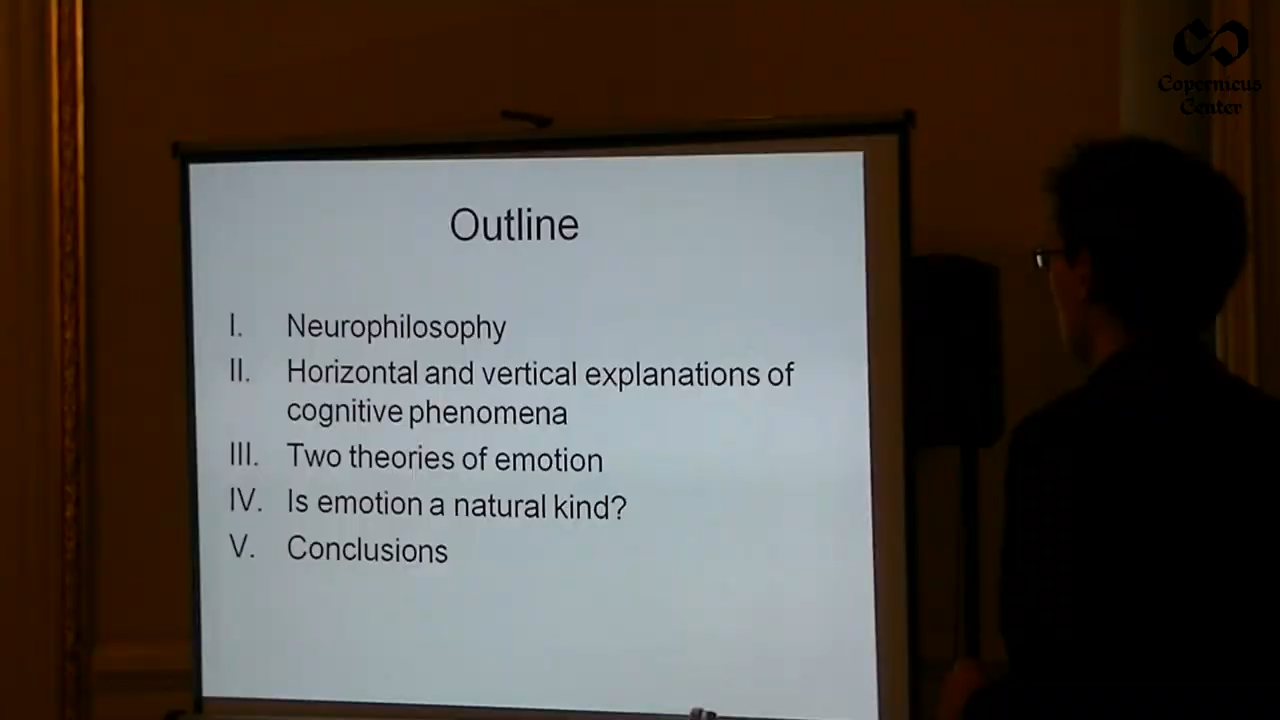 Copernicus
Center
Outline
I. Neurophilosophy
II. Horizontal and vertical explanations of
cognitive phenomena
III. Two theories of emotion
IV. Is emotion a natural kind?
V. Conclusions